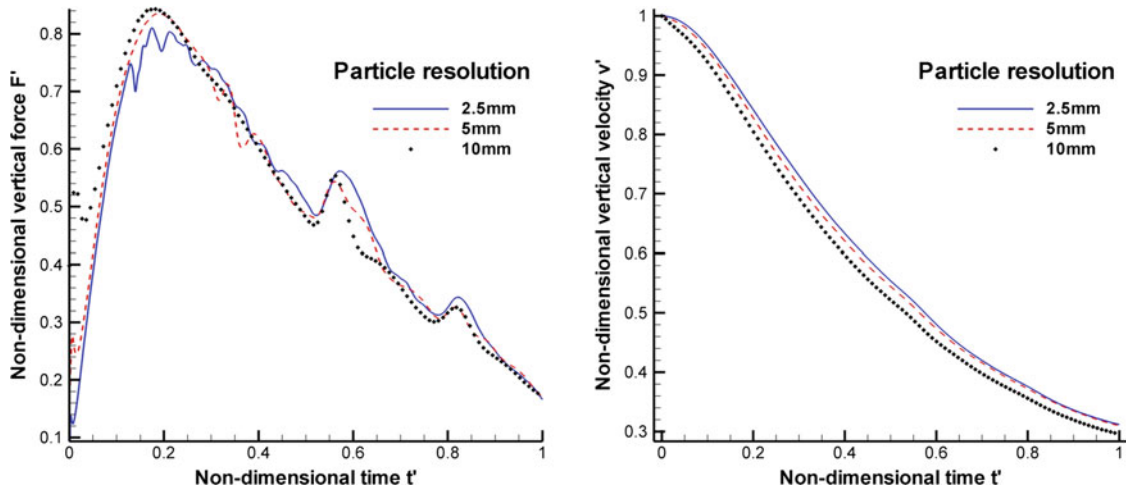 Non-dimensional vertical force F'
0.8
0.7
0.6
0.5
0.4
0.3
0.2
0.1
0
0.2
0.4
0.6
0.8
1
Non-dimensional time t'
Particle resolution
2.5mm
5mm
10mm
Non-dimensional vertical velocity v'
1
0.9
0.8
0.7
0.6
0.5
0.4
0.3
0
0.2
0.4
0.6
0.8
1
Non-dimensional time t'
Particle resolution
2.5mm
5mm
10mm